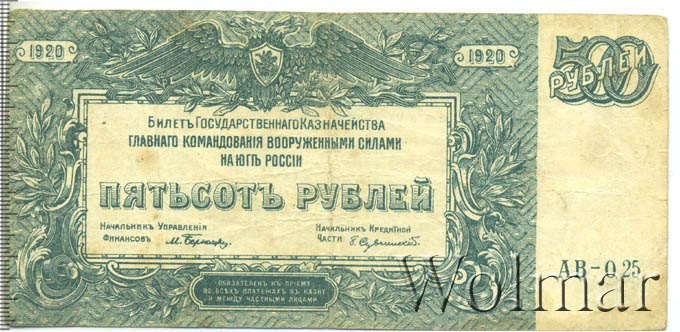 1920
1920
500
РУБЛЕЙ
БИЛЕТЪ ГОСУДАРСТВЕННАГО КАЗНАЧЕЙСТВА
ГЛАВНАГО КОМАНДОВАНІЯ ВООРУЖЕННЫМИ СИЛАМИ
НА ЮГѢ РОССІИ
ПЯТЬСОТЪ РУБЛЕЙ
НАЧАЛЬНИКЪ УПРАВЛЕНІЯ
ФИНАНСОВЪ М. Бернацку.
НАЧАЛЬНИКЪ КРЕДИТНОЙ
ЧАСТИ
АВ-025
ОБЯЗАТЕЛЕНЪ КЪ ПРІЕМУ
ВО ВСѢХЪ ПЛАТЕЖАХЪ ВЪ КАЗНУ
И МЕЖДУ ЧАСТНЫМИ ЛИЦАМИ
Wolmar